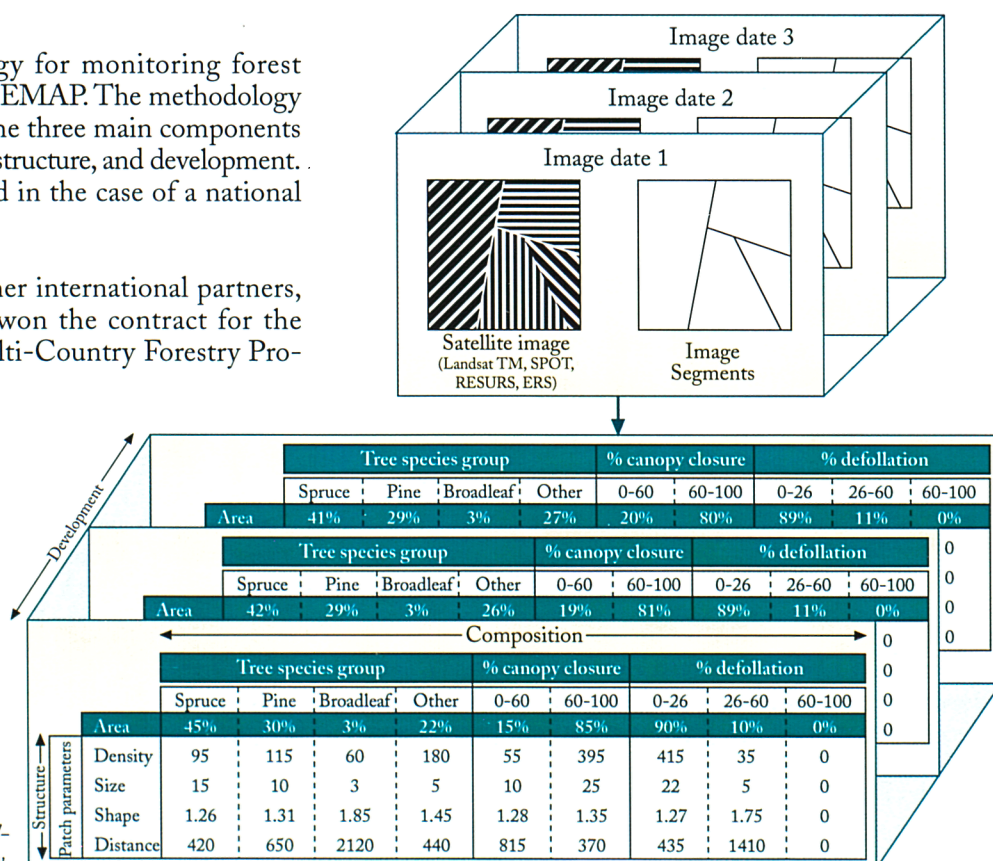 gy for monitoring forest
EMAP. The methodology
ne three main components
structure, and development.
d in the case of a national
her international partners,
won the contract for the
lti-Country Forestry Pro-
Image date 3
Image date 2
Image date 1
Satellite image
(Landsat TM, SPOT,
RESURS, ERS)
Image
Segments
Development
Tree species group % canopy closure % defollation
Spruce Pine Broadleaf Other 0-60 60-100 0-26 26-60 60-100
Area 41% 29% 3% 27% 20% 80% 89% 11% 0%
0
0
0
0
Tree species group % canopy closure % defollation
Spruce Pine Broadleaf Other 0-60 60-100 0-26 26-60 60-100
Area 42% 29% 3% 26% 19% 81% 89% 11% 0%
0
0
0
0
Composition
Tree species group % canopy closure % defollation
Spruce Pine Broadleaf Other 0-60 60-100 0-26 26-60 60-100
Area 45% 30% 3% 22% 15% 85% 90% 10% 0%
Structure
Patch parameters
Density 95 115 60 180 55 395 415 35 0
Size 15 10 3 5 10 25 22 5 0
Shape 1.26 1.31 1.85 1.45 1.28 1.35 1.27 1.75 0
Distance 420 650 2120 440 815 370 435 1410 0